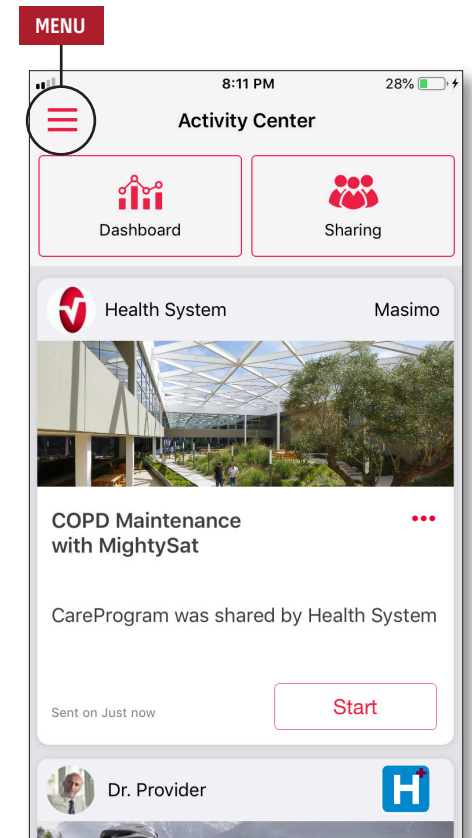 MENU
8:11 PM 28%
Activity Center
Dashboard Sharing
Health System Masimo
COPD Maintenance
with MightySat
CareProgram was shared by Health System
Sent on Just now Start
Dr. Provider H